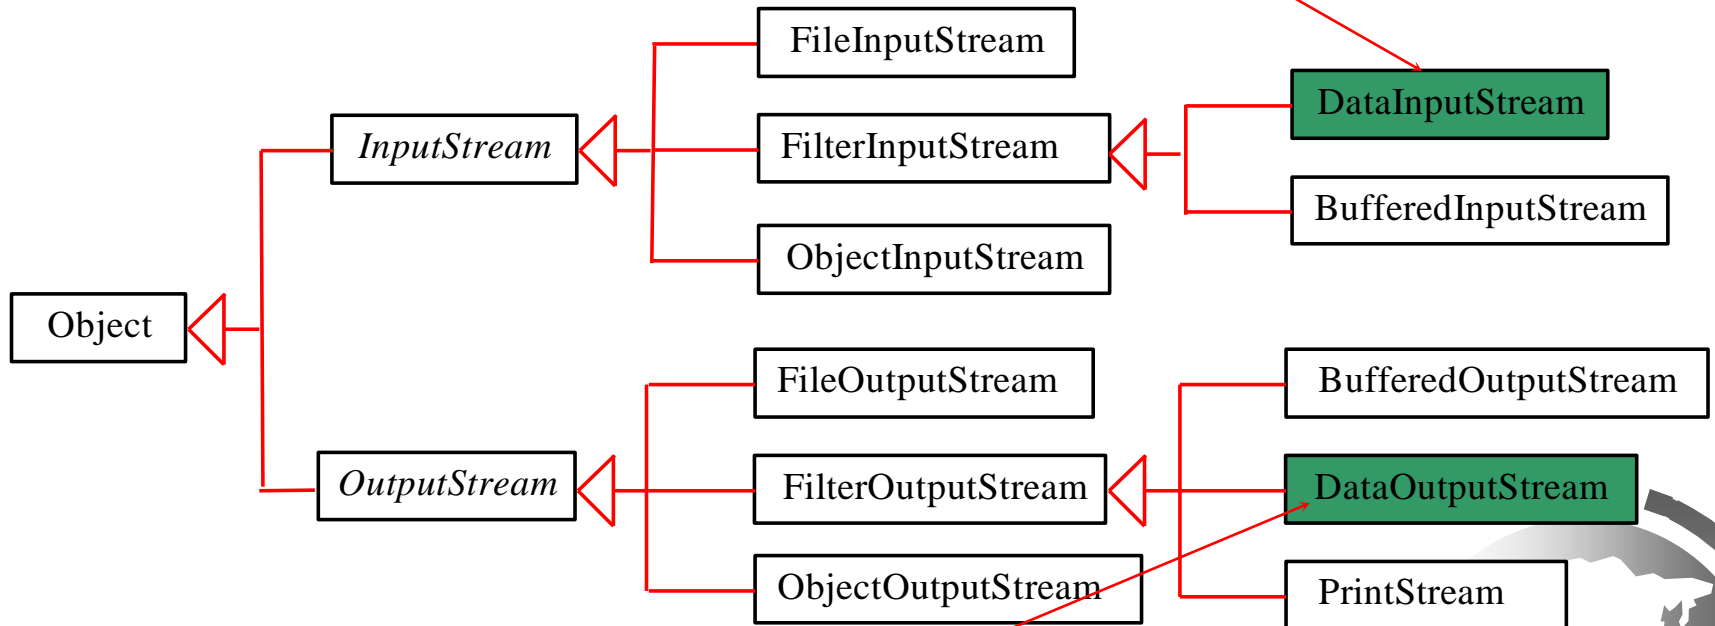 FileInputStream
DataInputStream
InputStream
FilterInputStream
BufferedInputStream
ObjectInputStream
Object
FileOutputStream
BufferedOutputStream
OutputStream
FilterOutputStream
DataOutputStream
ObjectOutputStream
PrintStream